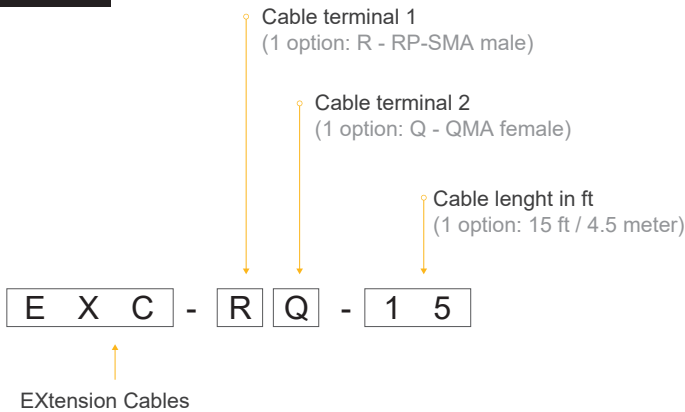 Cable terminal 1
(1 option: R - RP-SMA male)
Cable terminal 2
(1 option: Q - QMA female)
Cable lenght in ft
(1 option: 15 ft / 4.5 meter)
E X C - R Q - 1 5
EXtension Cables